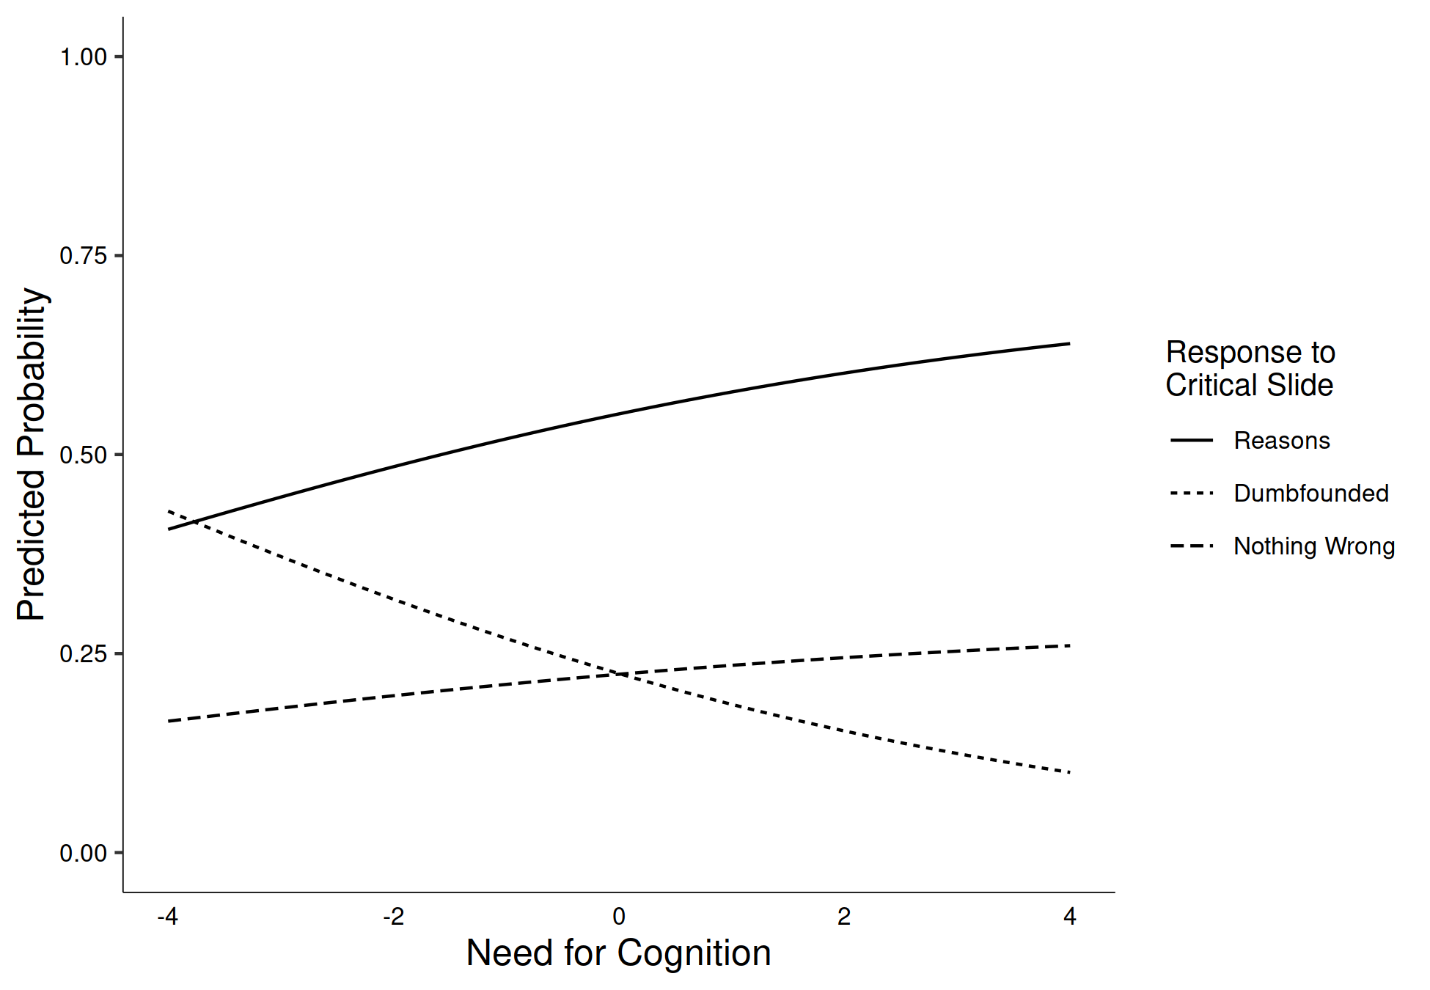 1.00
0.75
0.50
0.25
0.00
Predicted Probability
-4
-2
0
2
4
Need for Cognition
Response to
Critical Slide
Reasons
Dumbfounded
Nothing Wrong